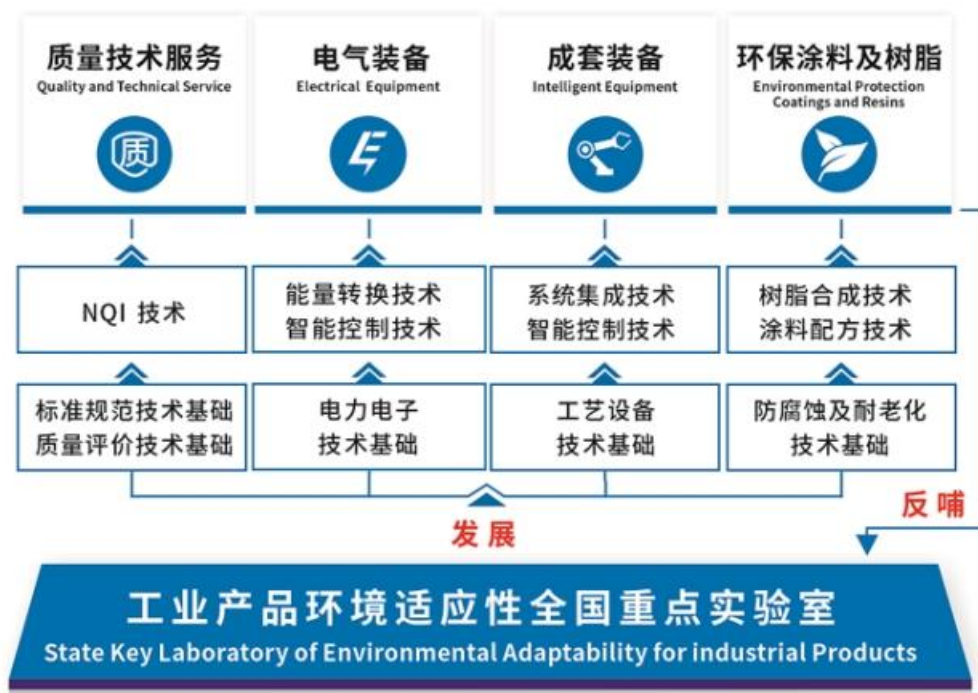 质量技术服务
Quality and Technical Service
质
电气装备
Electrical Equipment
成套装备
Intelligent Equipment
环保涂料及树脂
Environmental Protection
Coatings and Resins
NQI 技术
能量转换技术
智能控制技术
系统集成技术
智能控制技术
树脂合成技术
涂料配方技术
标准规范技术基础
质量评价技术基础
电力电子
技术基础
工艺设备
技术基础
防腐蚀及耐老化
技术基础
发展
反哺
工业产品环境适应性全国重点实验室
State Key Laboratory of Environmental Adaptability for industrial Products